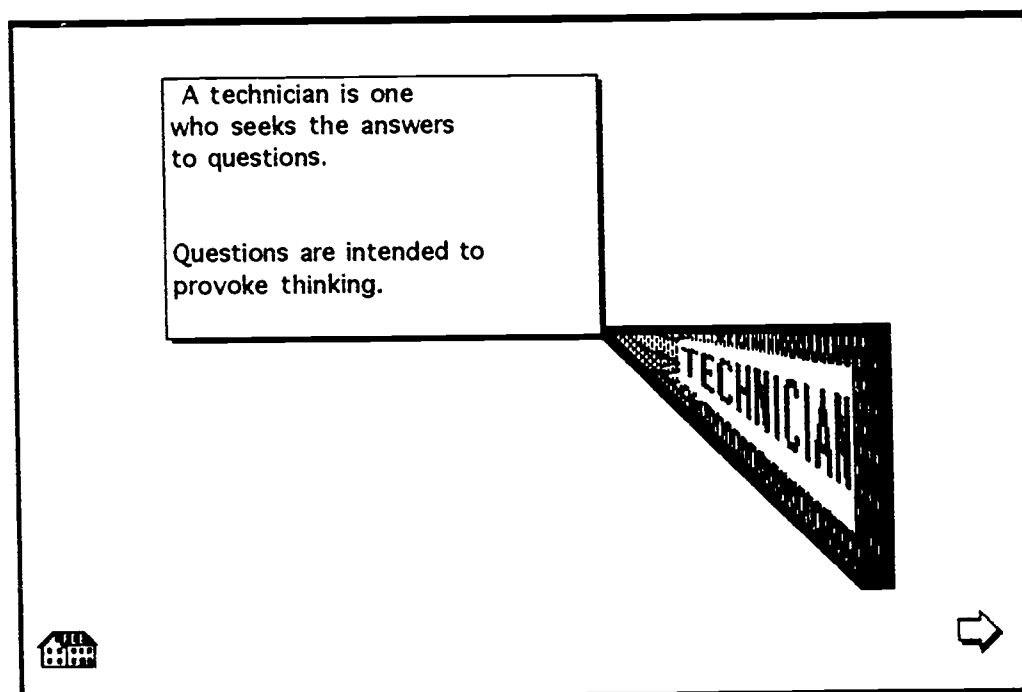 A technician is one
who seeks the answers
to questions.
Questions are intended to
provoke thinking.
TECHNICIAN